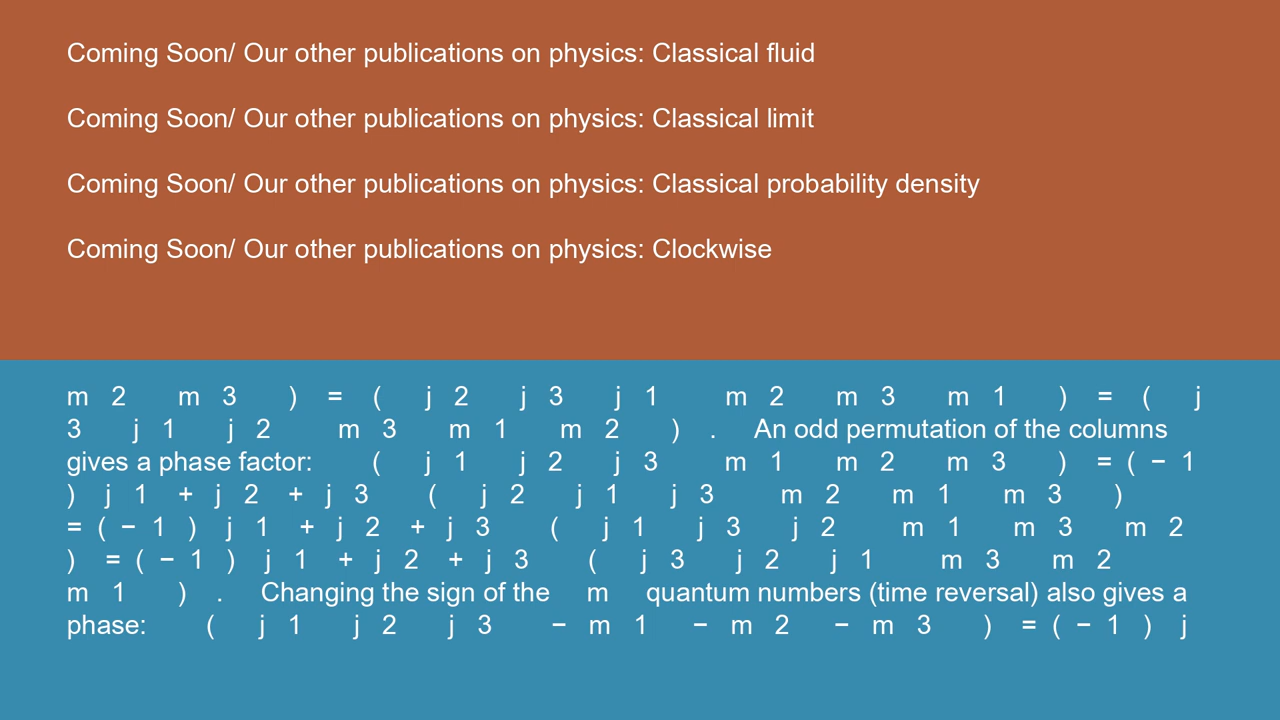 Coming Soon/ Our other publications on physics: Classical fluid
Coming Soon/ Our other publications on physics: Classical limit
Coming Soon/ Our other publications on physics: Classical probability density
Coming Soon/ Our other publications on physics: Clockwise
m 2 m 3 ) = ( j 2 j 3 j 1 m 2 m 3 m 1 ) = ( j
3 j 1 j 2 m 3 m 1 m 2 ) . An odd permutation of the columns
gives a phase factor: ( j 1 j 2 j 3 m 1 m 2 m 3 ) = ( − 1
) j 1 + j 2 + j 3 ( j 2 j 1 j 3 m 2 m 1 m 3 )
= ( − 1 ) j 1 + j 2 + j 3 ( j 1 j 3 j 2 m 1 m 3 m 2
) = ( − 1 ) j 1 + j 2 + j 3 ( j 3 j 2 j 1 m 3 m 2
m 1 ) . Changing the sign of the m quantum numbers (time reversal) also gives a
phase: ( j 1 j 2 j 3 − m 1 − m 2 − m 3 ) = ( − 1 ) j